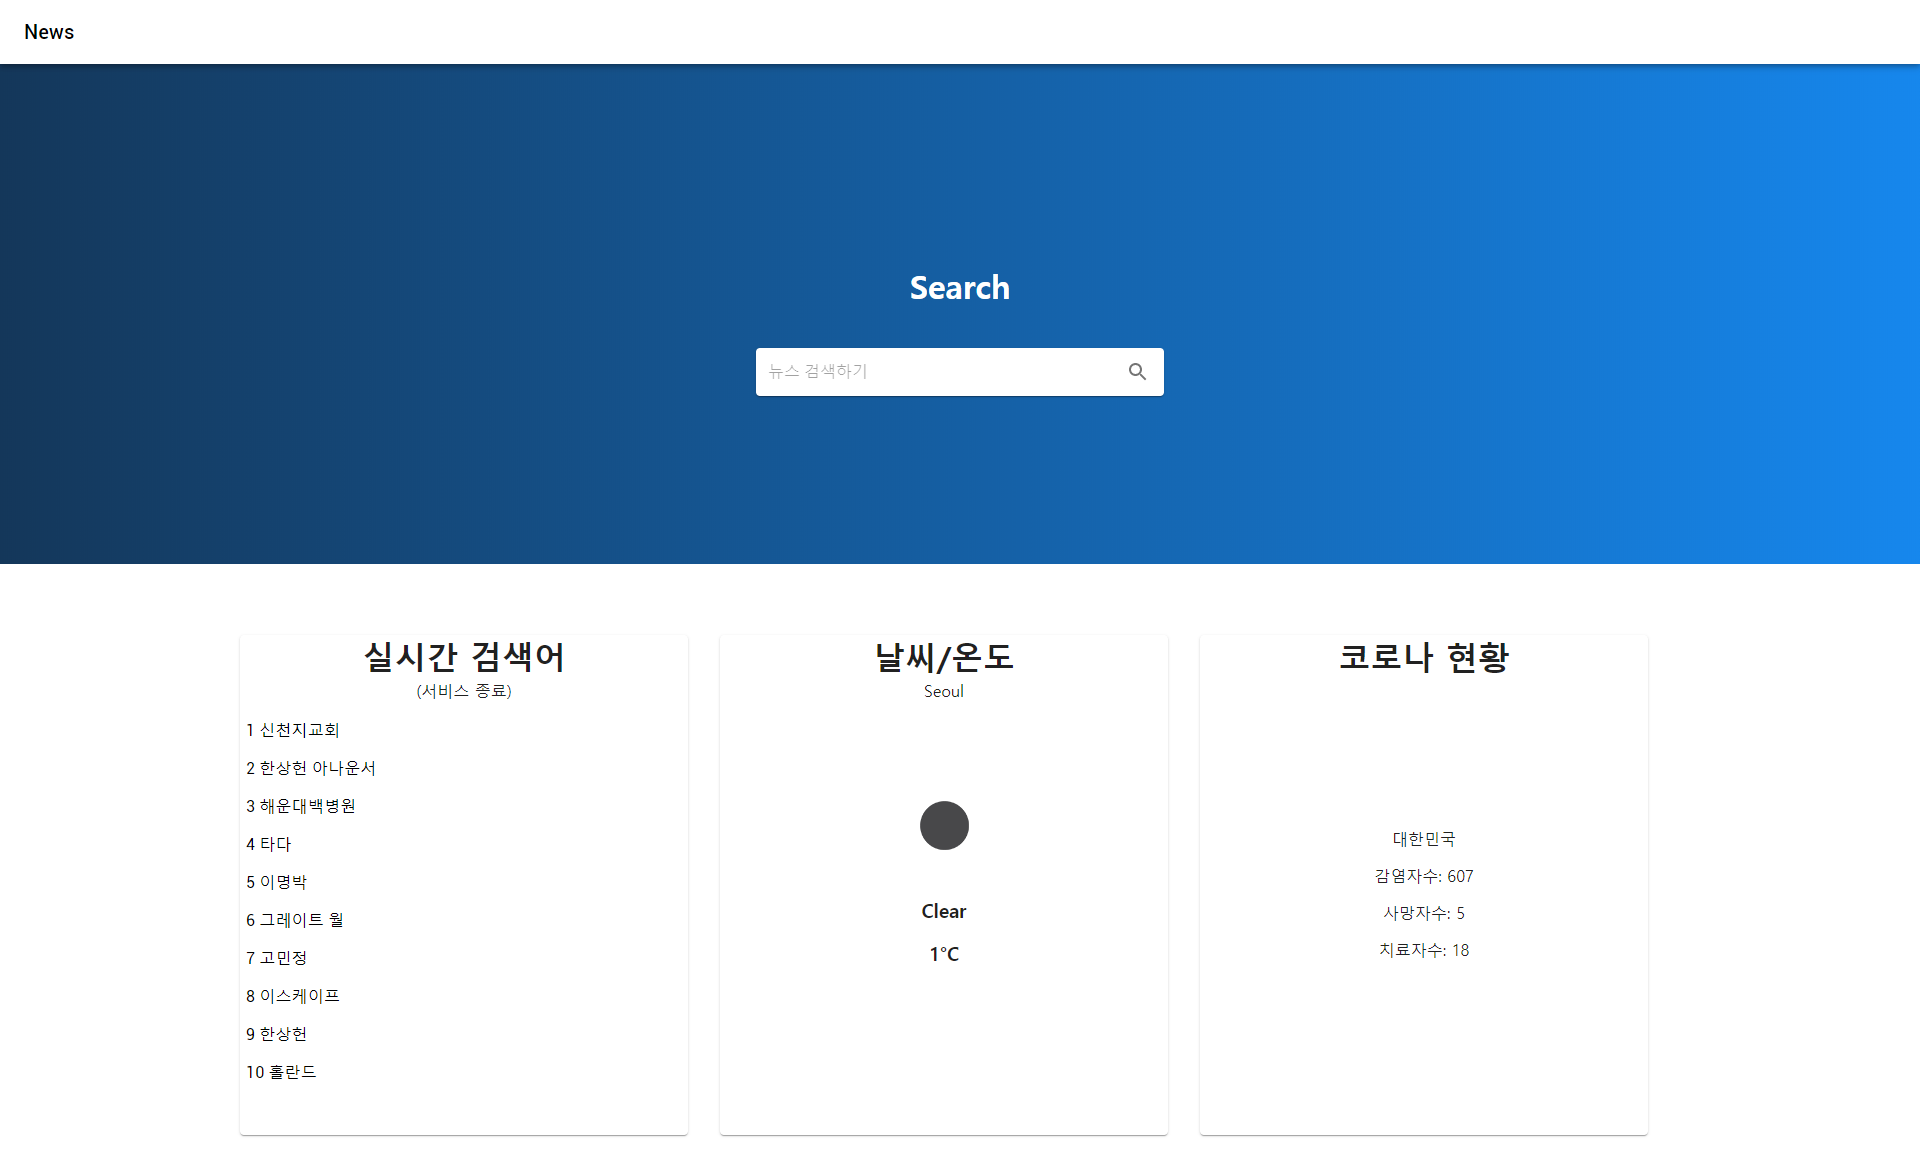 News
Search
뉴스 검색하기
실시간 검색어
(서비스 종료)
1 신천지교회
2 한상헌 아나운서
3 해운대백병원
4 타다
5 이명박
6 그레이트 월
7 고민정
8 이스케이프
9 한상헌
10 홀란드
날씨/온도
Seoul
Clear
1°C
코로나 현황
대한민국
감염자수: 607
사망자수: 5
치료자수: 18